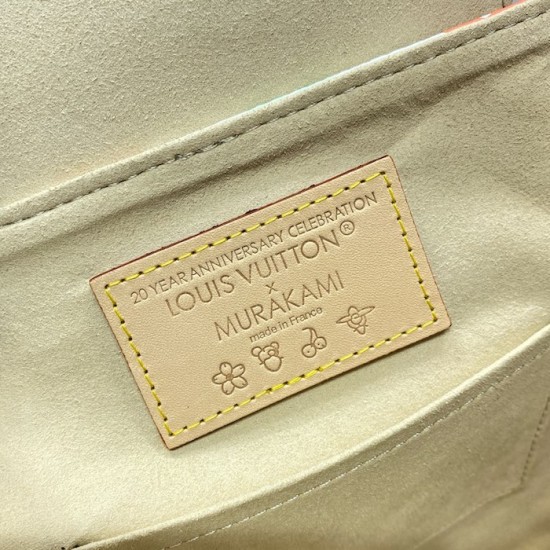 20 YEAR ANNIVERSARY CELEBRATION
LOUIS VUITTON®
×
MURAKAMI
made in France